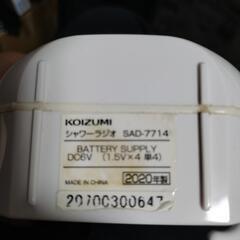 KOIZUMI
シャワーラジオ SAD-7714
BATTERY SUPPLY
DC6V (1.5V×4 単4)
2020年製
MADE IN CHINA
20700300647